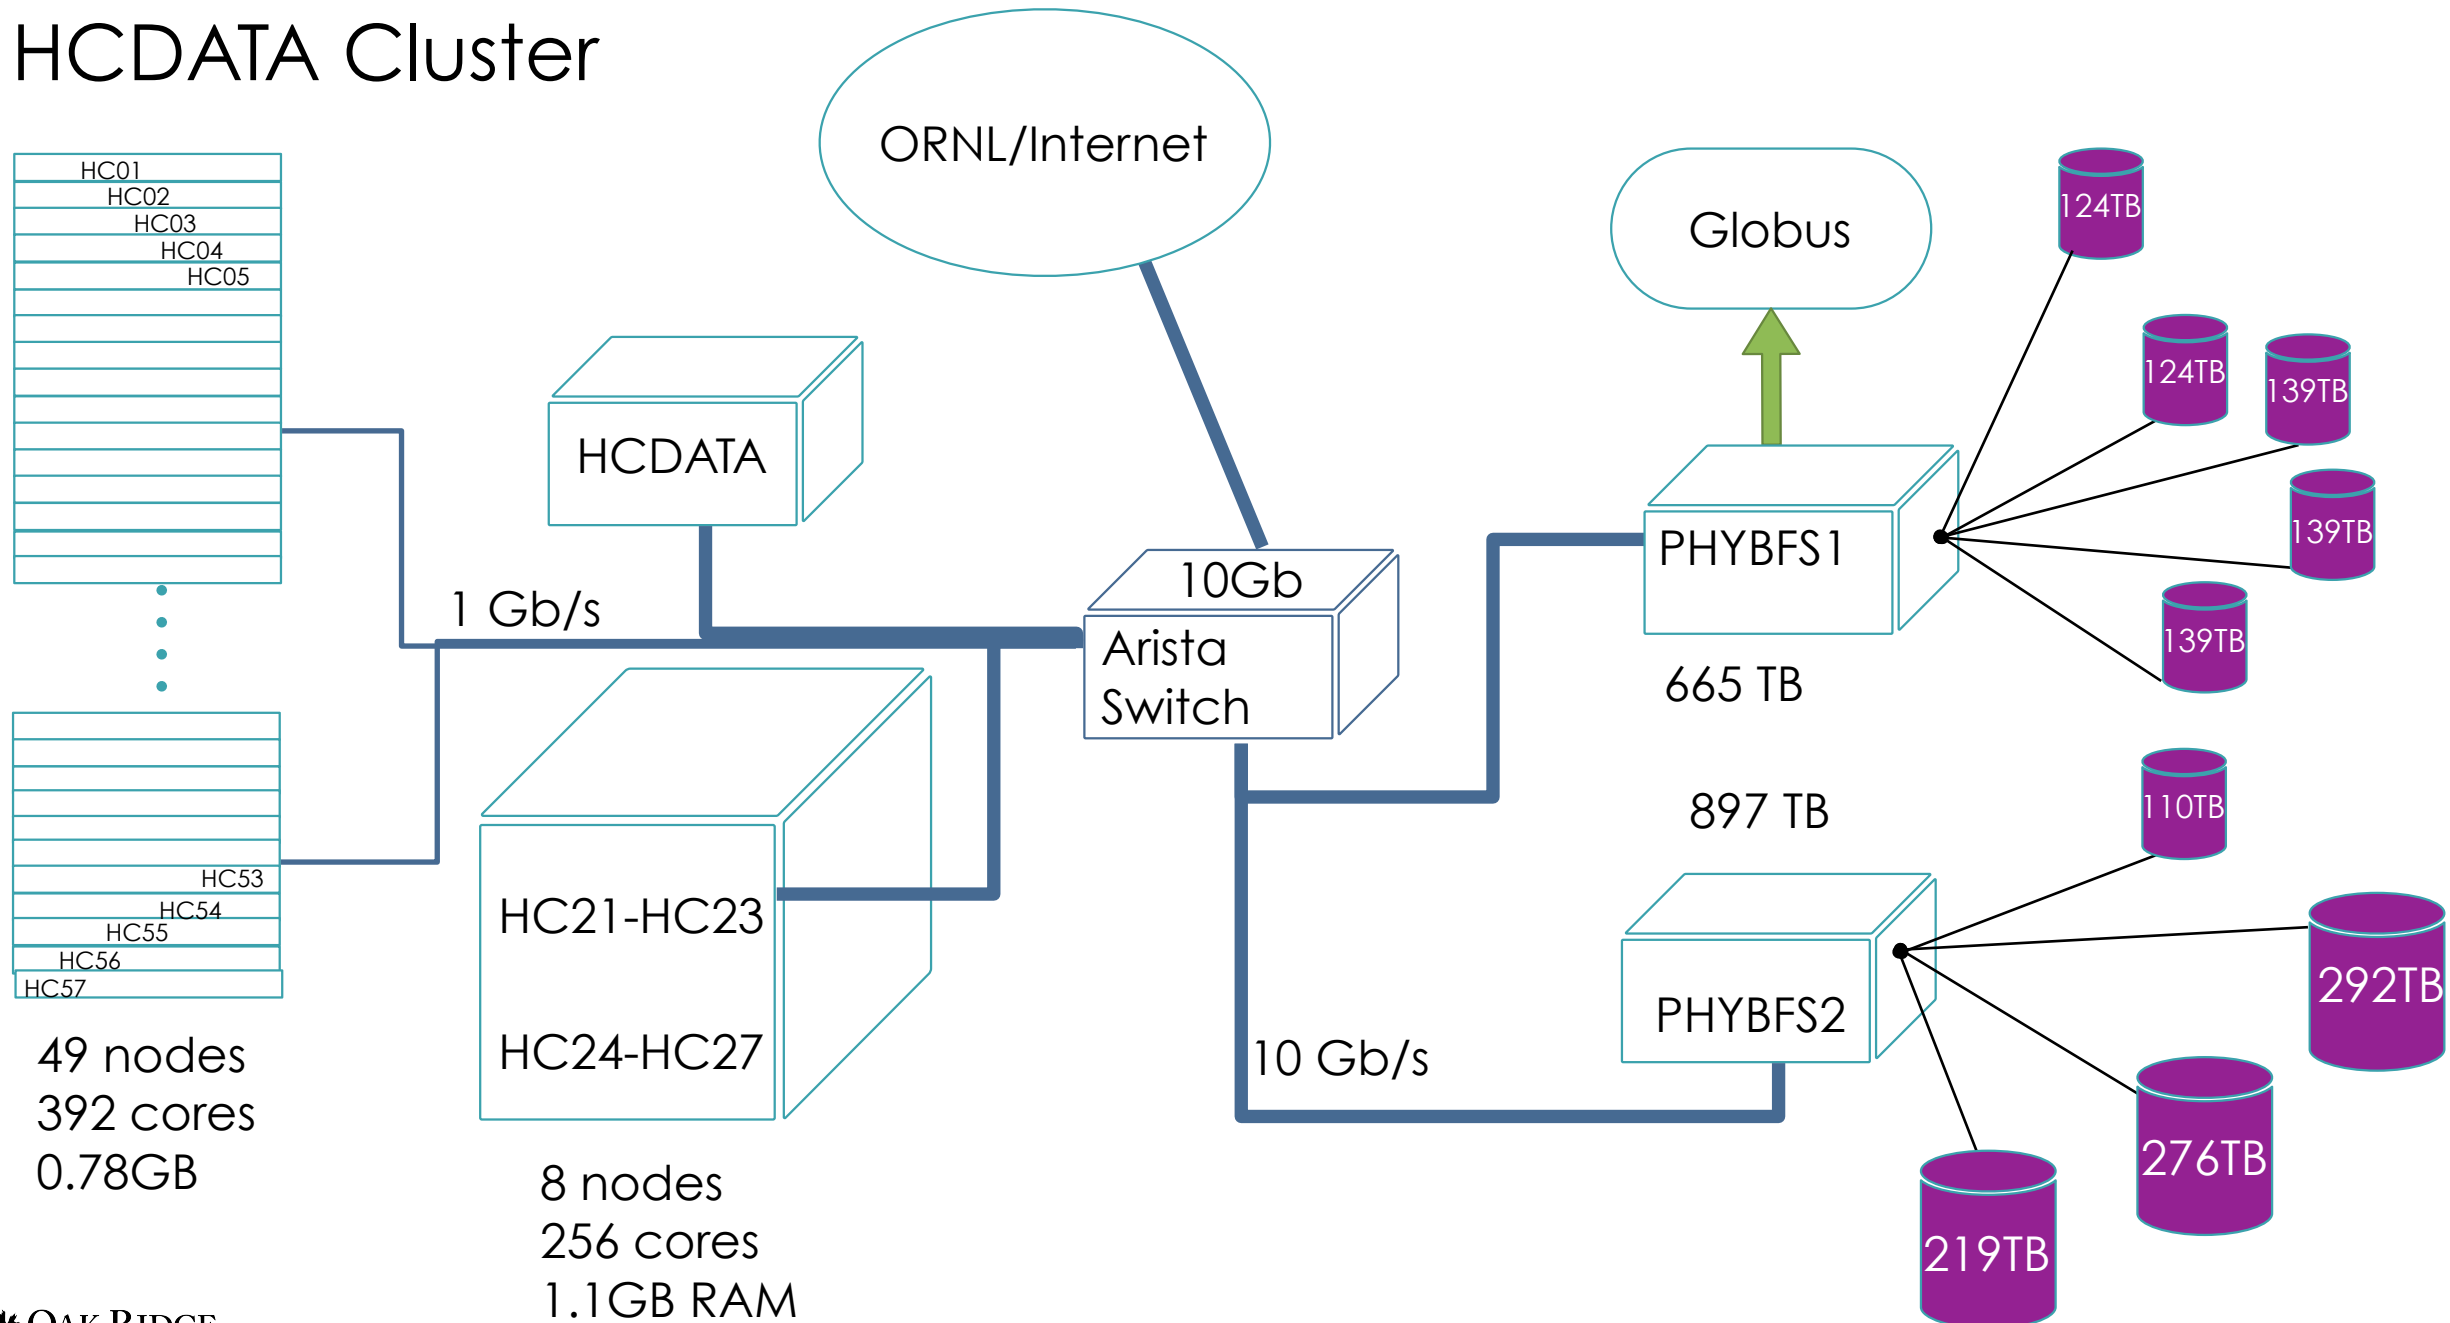 HCDATA Cluster
HC01
HC02
HC03
HC04
HC05
HC53
HC54
HC55
HC56
HC57
49 nodes
392 cores
0.78GB
1 Gb/s
HCDATA
HC21-HC23
HC24-HC27
8 nodes
256 cores
1.1GB RAM
ORNL/Internet
10Gb
Arista
Switch
10 Gb/s
Globus
PHYBFS1
665 TB
124TB
124TB
139TB
139TB
139TB
897 TB
PHYBFS2
110TB
292TB
276TB
219TB
OAK RIDGE